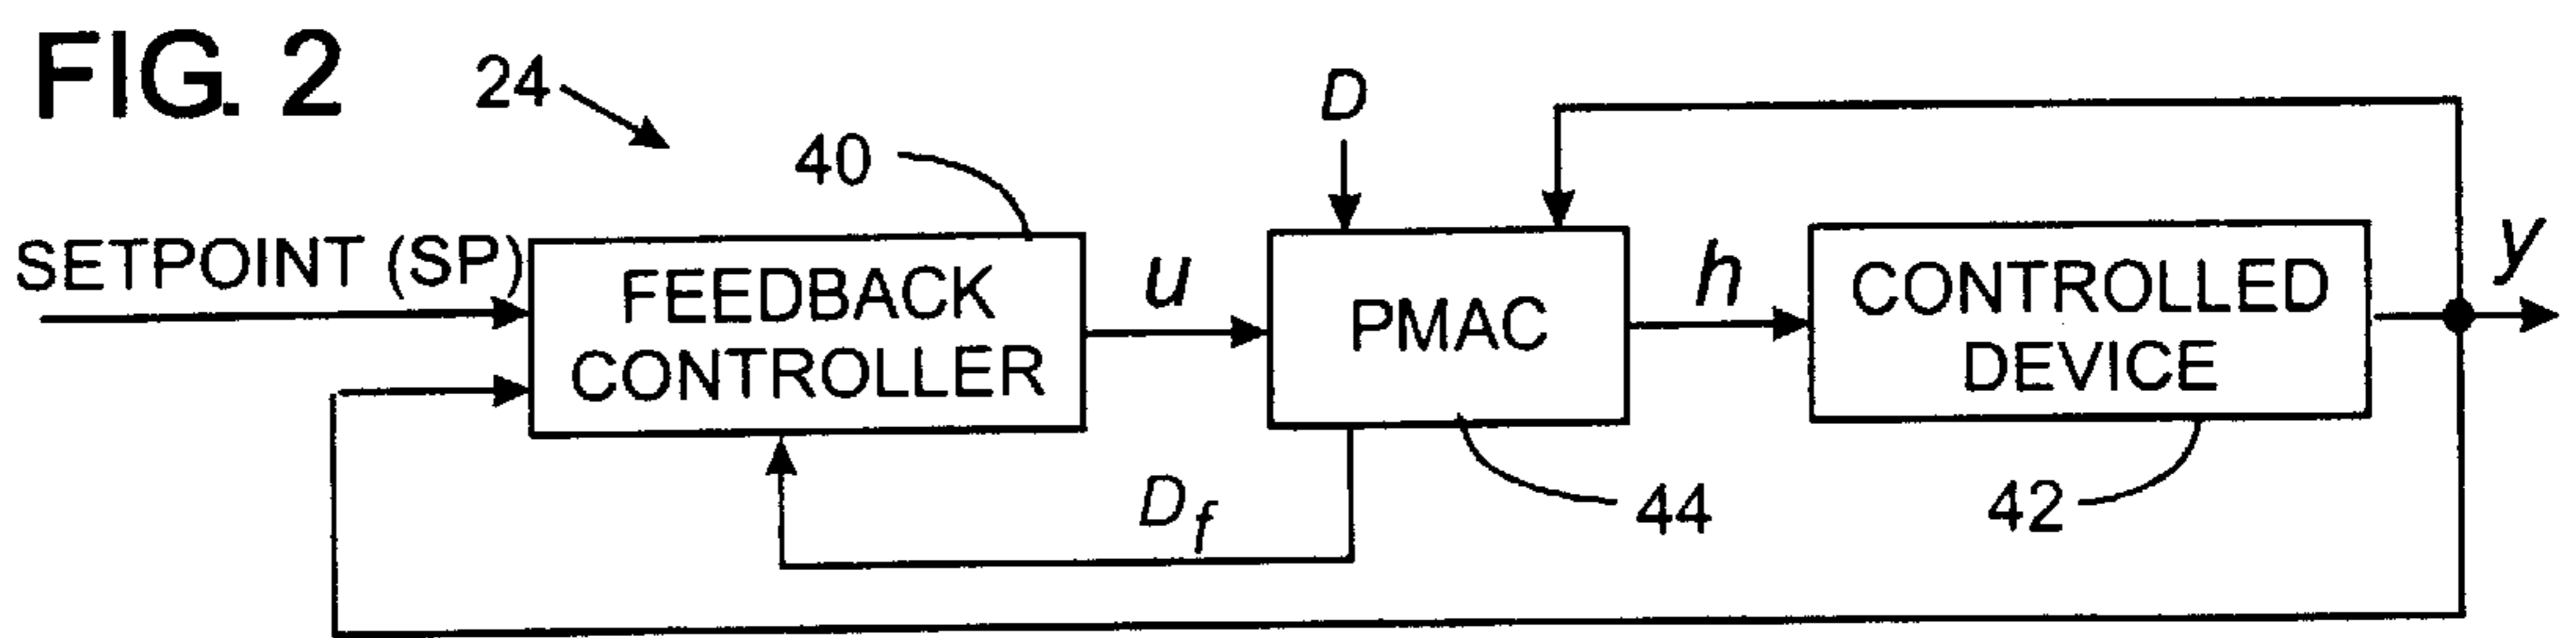 FIG. 2
24
40
D
SETPOINT (SP)
FEEDBACK
CONTROLLER
u
PMAC
h
CONTROLLED
DEVICE
y
Df
44
42